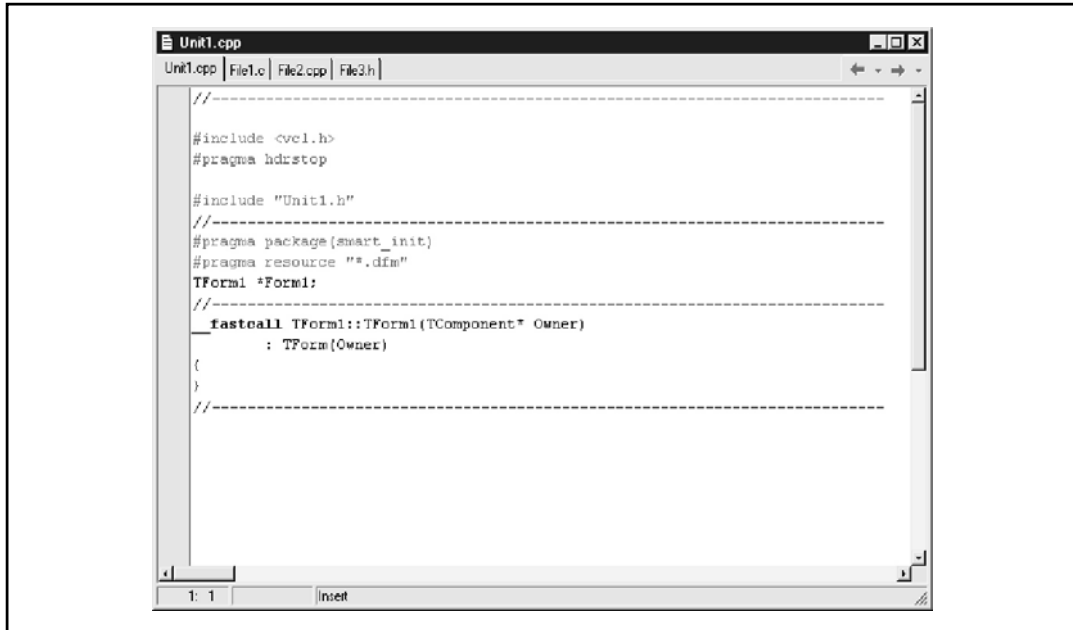 Unit1.cpp
Unit1.cpp File1.c File2.cpp File3.h
//---------------------------------------------------------------------------
#include <vcl.h>
#pragma hdrstop
#include "Unit1.h"
//---------------------------------------------------------------------------
#pragma package(smart_init)
#pragma resource "*.dfm"
TForm1 *Form1;
//---------------------------------------------------------------------------
__fastcall TForm1::TForm1(TComponent* Owner)
: TForm(Owner)
{
}
//---------------------------------------------------------------------------
1: 1 Insert